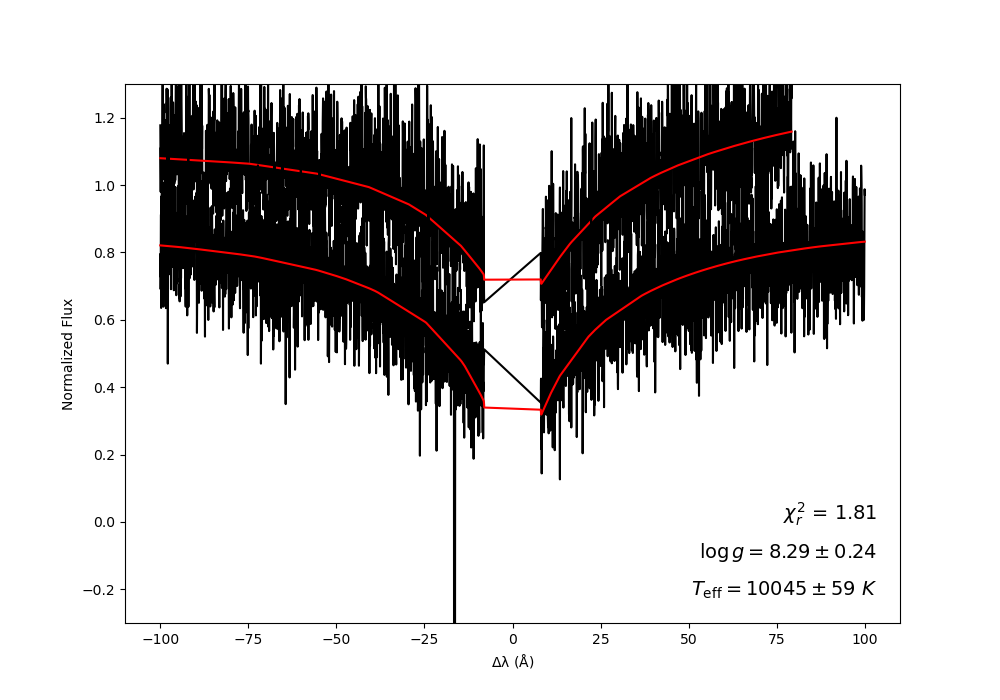 1.2
1.0
0.8
0.6
0.4
0.2
0.0
−0.2
Normalized Flux
χ²ᵣ = 1.81
log g = 8.29 ± 0.24
T_eff = 10045 ± 59 K
−100 −75 −50 −25 0 25 50 75 100
Δλ (Å)